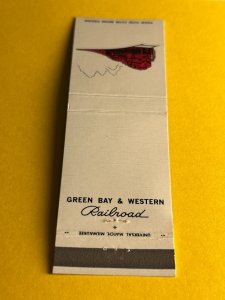 GREEN BAY & WESTERN
Railroad
UNIVERSAL MATCH, MILWAUKEE